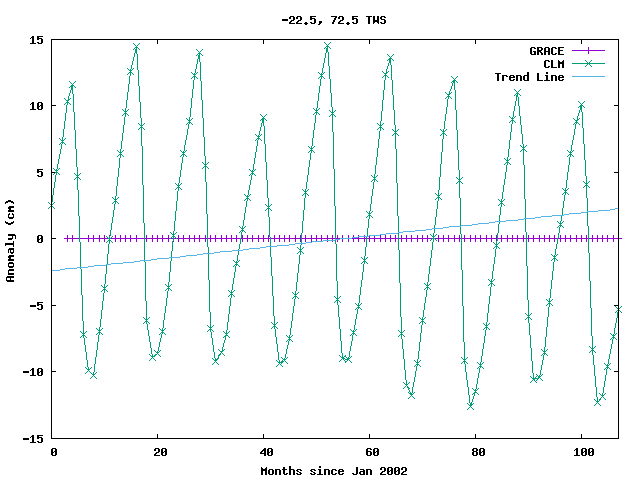 -22.5, 72.5 TWS
GRACE
CLM
Trend Line
15
10
5
0
-5
-10
-15
Anomaly (cm)
0 20 40 60 80 100
Months since Jan 2002